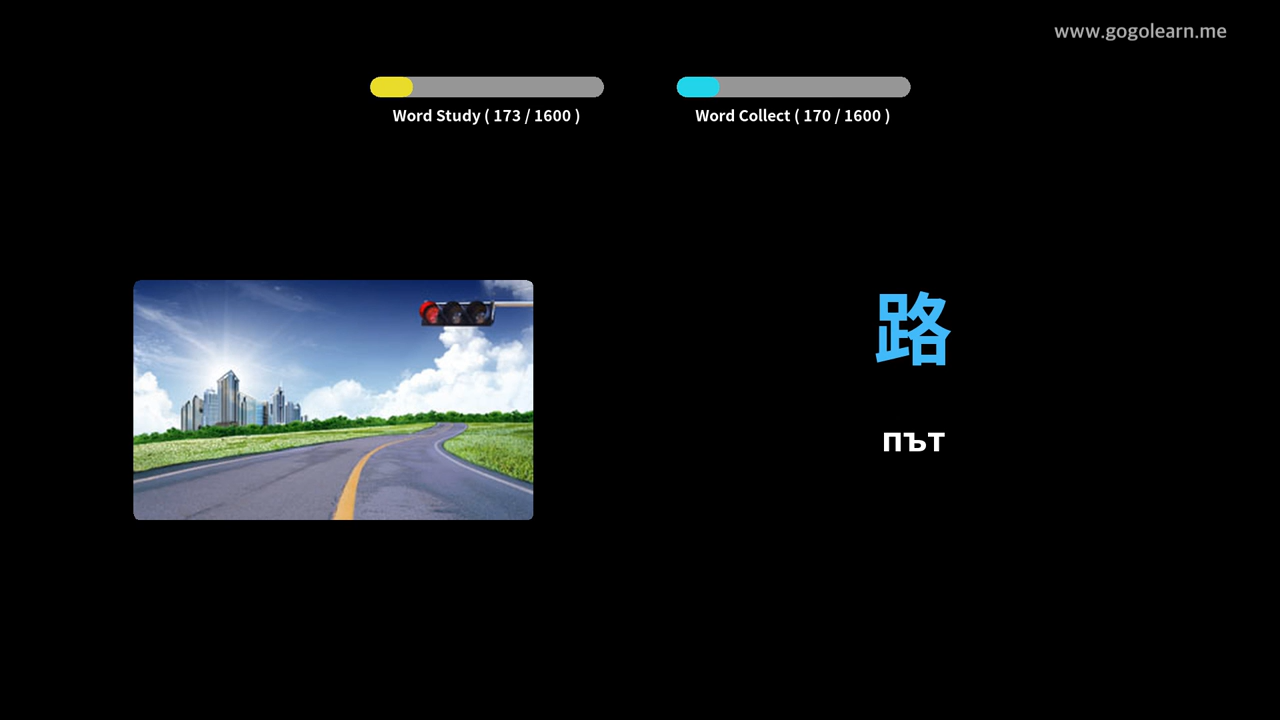 www.gogolearn.me
Word Study ( 173 / 1600 )
Word Collect ( 170 / 1600 )
路
път